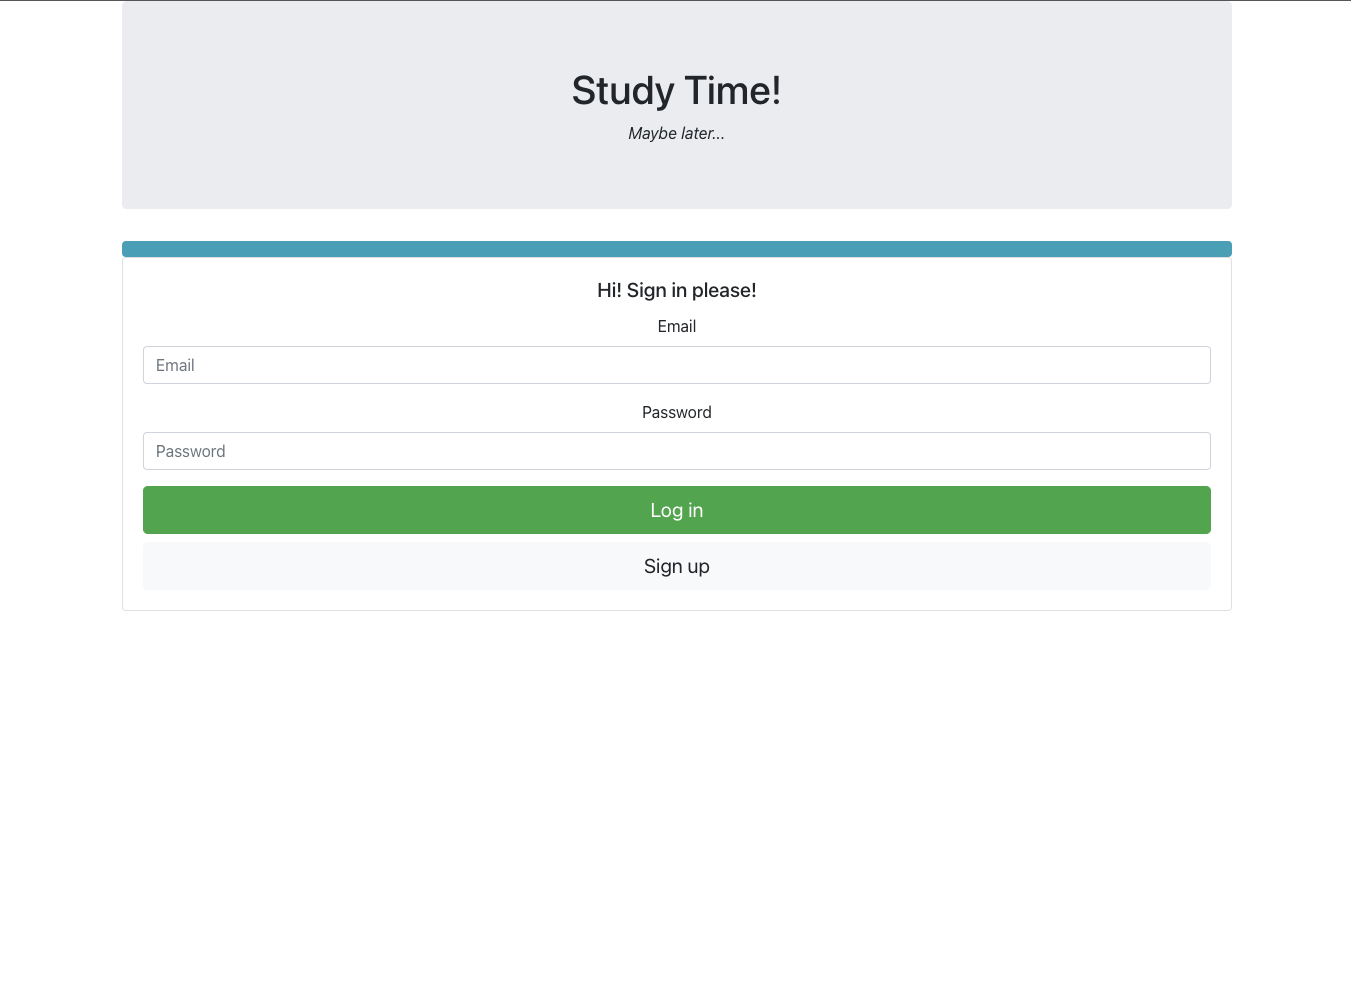 Study Time!
Maybe later...
Hi! Sign in please!
Email
Email
Password
Password
Log in
Sign up